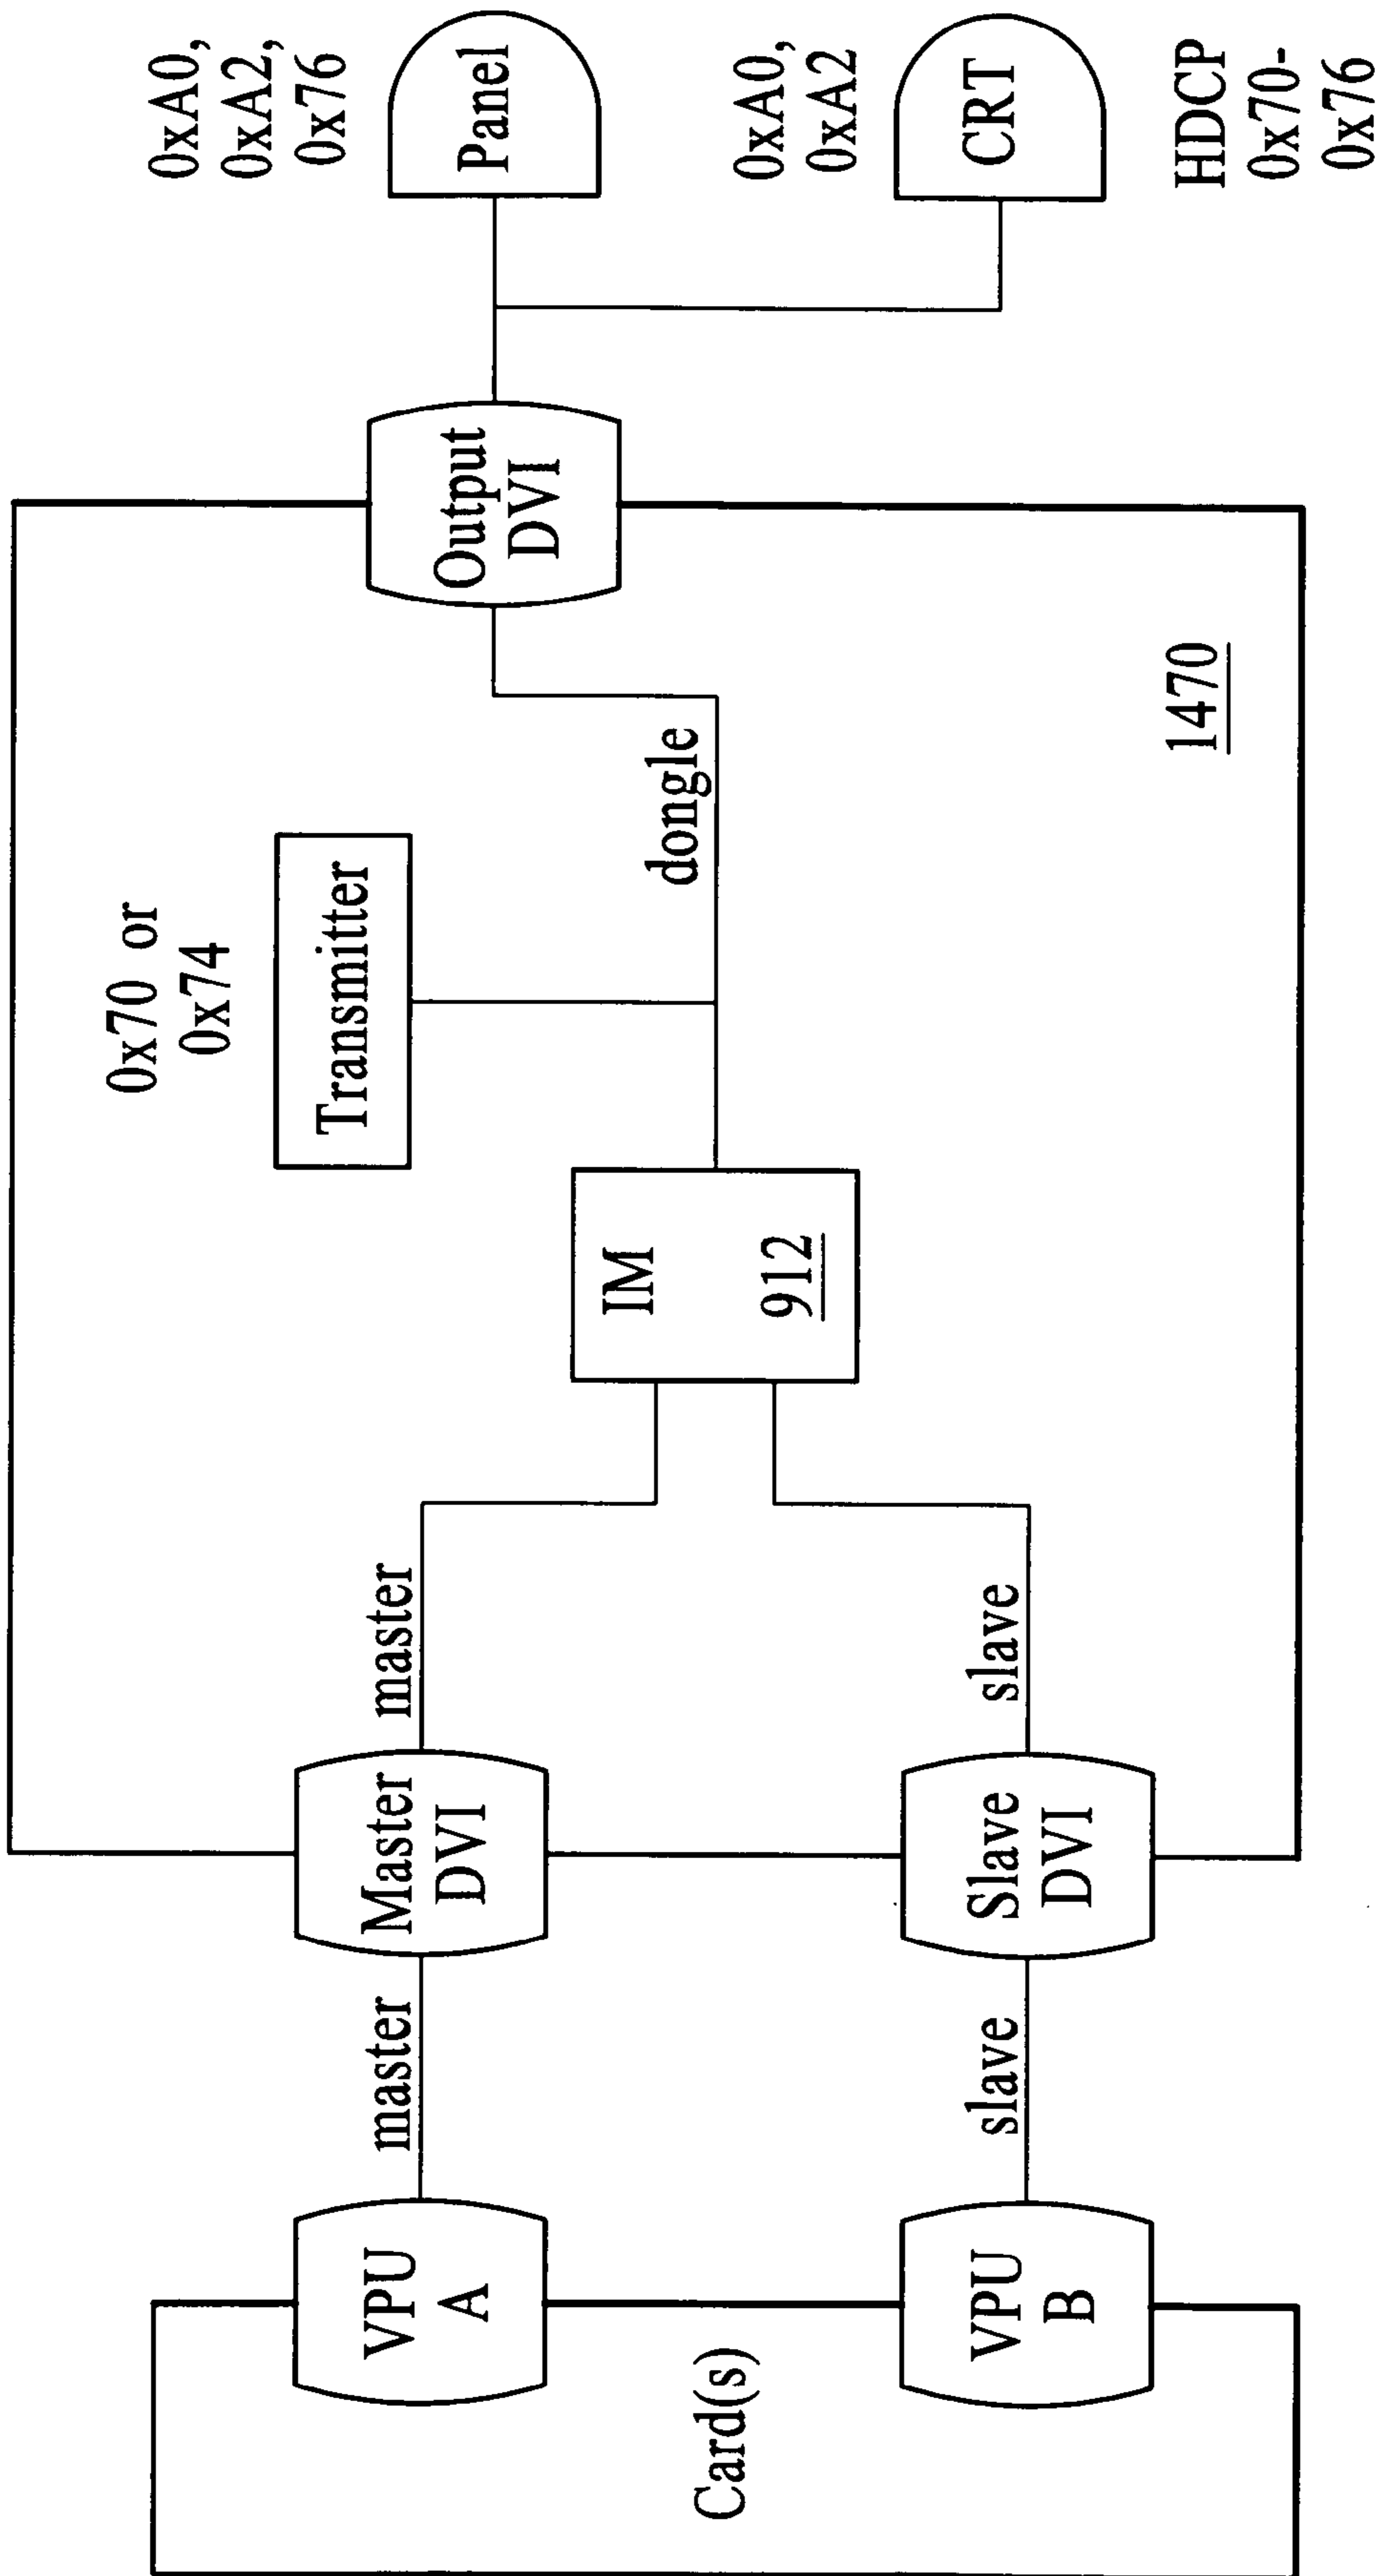 Card(s)
VPU
A
VPU
B
master
slave
Master
DVI
Slave
DVI
master
slave
IM
912
0x70 or
0x74
Transmitter
dongle
1470
Output
DVI
0xA0,
0xA2,
0x76
Panel
0xA0,
0xA2
CRT
HDCP
0x70-
0x76